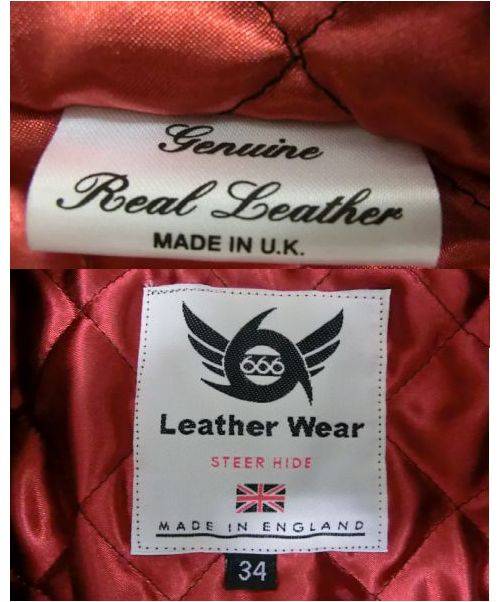 Genuine
Real Leather
MADE IN U.K.
666
Leather Wear
STEER HIDE
MADE IN ENGLAND
34